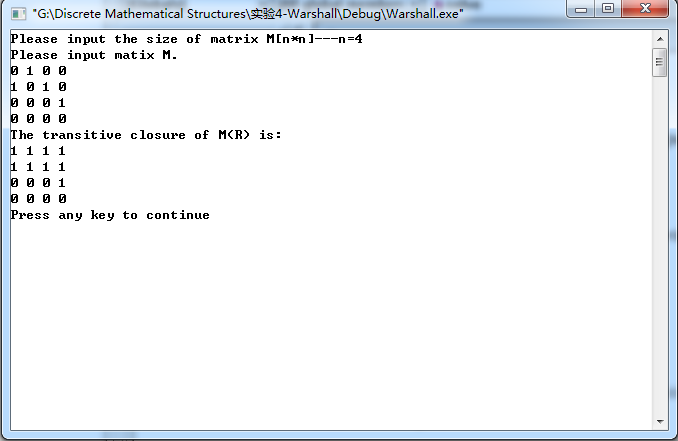 "G:\Discrete Mathematical Structures\实验4-Warshall\Debug\Warshall.exe"
Please input the size of matrix M[n*n]---n=4
Please input matix M.
0 1 0 0
1 0 1 0
0 0 0 1
0 0 0 0
The transitive closure of M(R) is:
1 1 1 1
1 1 1 1
0 0 0 1
0 0 0 0
Press any key to continue